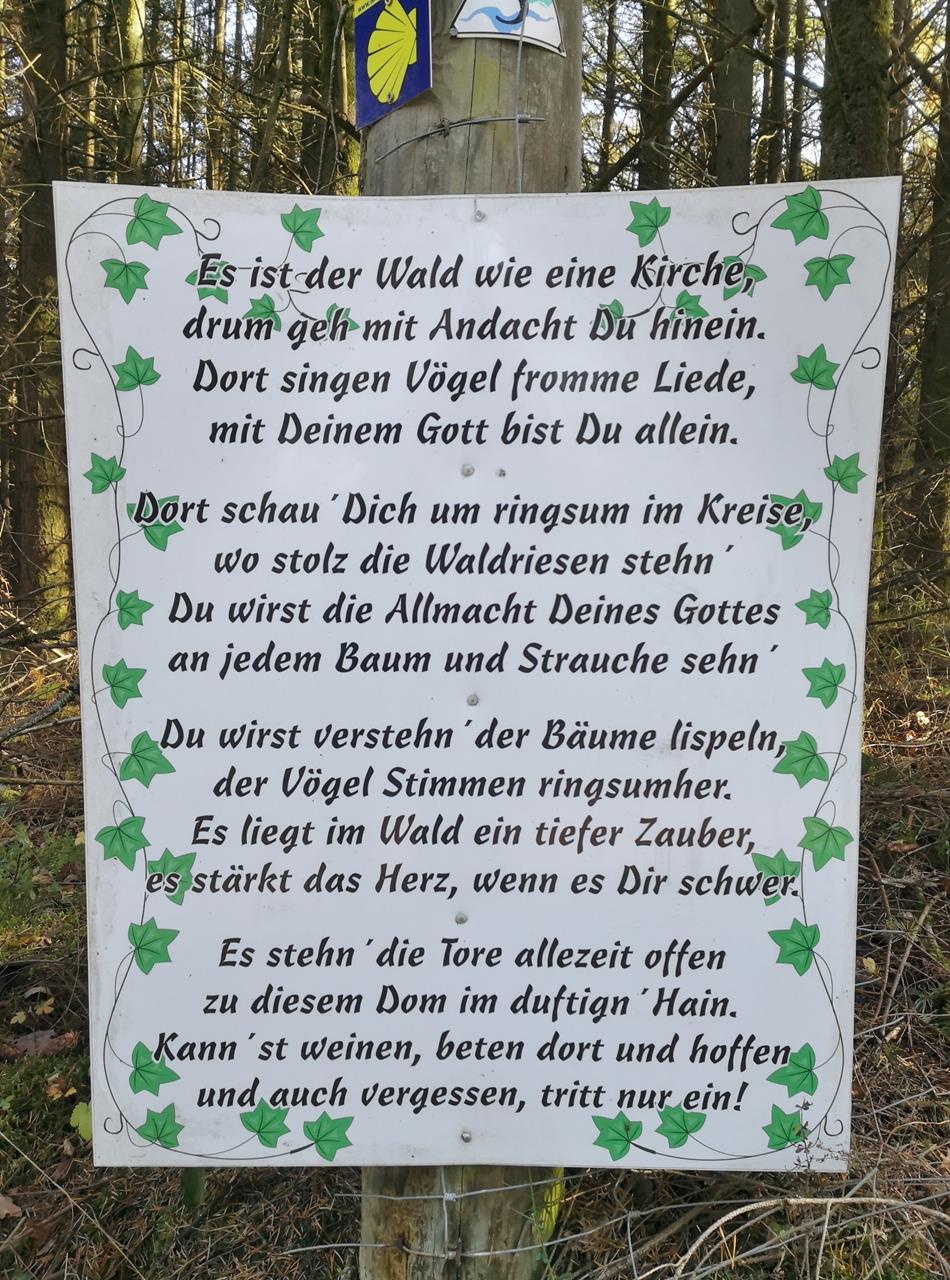 Es ist der Wald wie eine Kirche,
drum geh mit Andacht Du hinein.
Dort singen Vögel fromme Liede,
mit Deinem Gott bist Du allein.
Dort schau´Dich um ringsum im Kreise,
wo stolz die Waldriesen stehn´
Du wirst die Allmacht Deines Gottes
an jedem Baum und Strauche sehn´
Du wirst verstehn´der Bäume lispeln,
der Vögel Stimmen ringsumher.
Es liegt im Wald ein tiefer Zauber,
es stärkt das Herz, wenn es Dir schwer.
Es stehn´die Tore allezeit offen
zu diesem Dom im duftign´Hain.
Kann´st weinen, beten dort und hoffen
und auch vergessen, tritt nur ein!